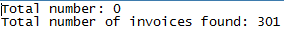 Total number: 0
Total number of invoices found: 301